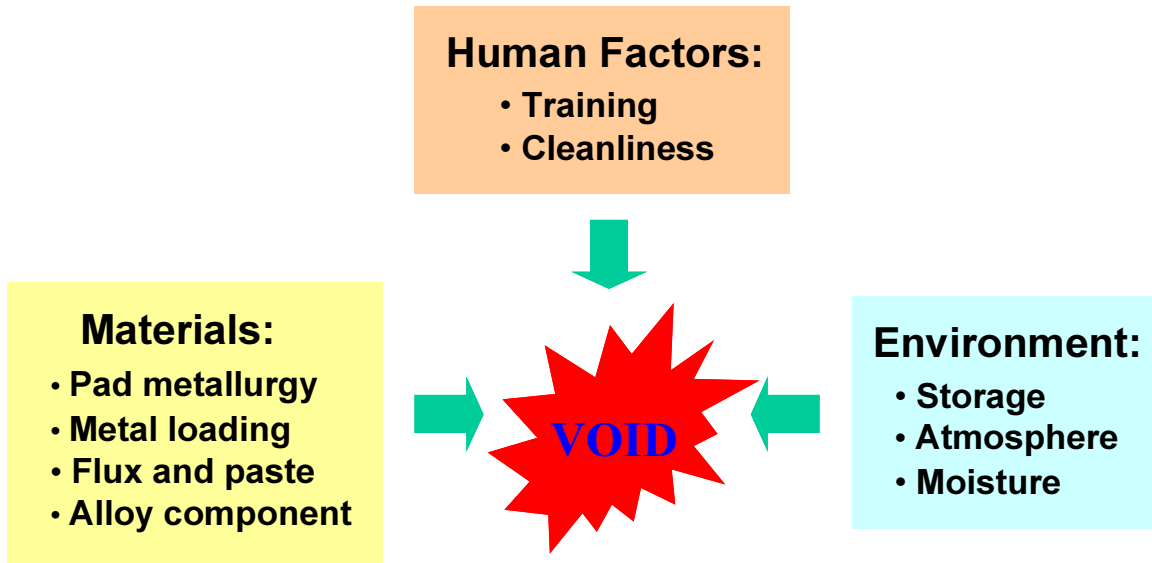 Human Factors:
• Training
• Cleanliness
Materials:
• Pad metallurgy
• Metal loading
• Flux and paste
• Alloy component
VOID
Environment:
• Storage
• Atmosphere
• Moisture